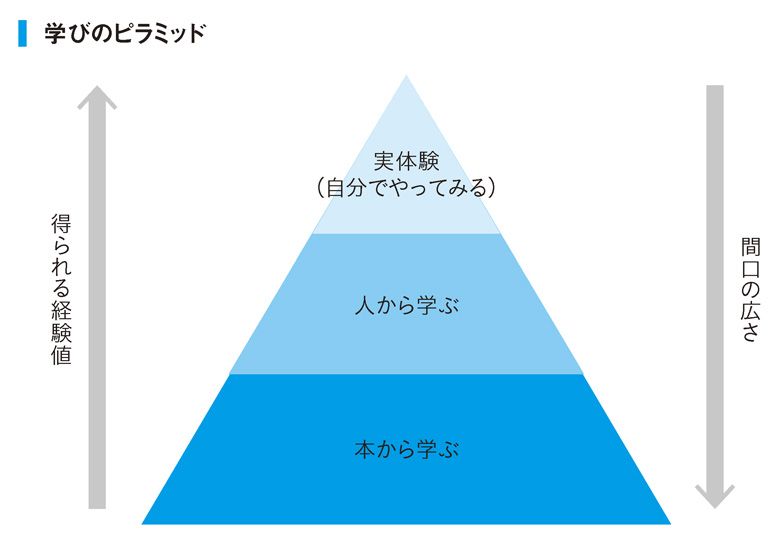 学びのピラミッド
実体験
（自分でやってみる）
人から学ぶ
本から学ぶ
得られる経験値
間口の広さ